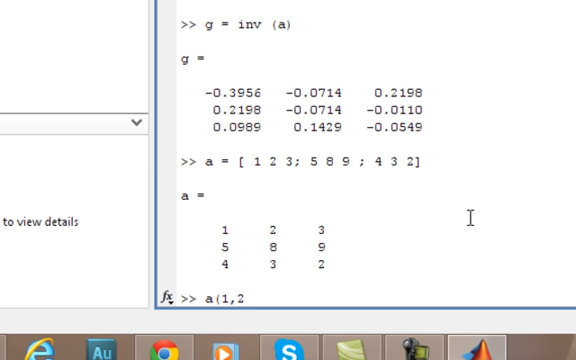 >> g = inv (a)
g =
-0.3956 -0.0714 0.2198
0.2198 -0.0714 -0.0110
0.0989 0.1429 -0.0549
>> a = [ 1 2 3; 5 8 9 ; 4 3 2]
a =
1 2 3
5 8 9
4 3 2
to view details
fx >> a(1,2
Au